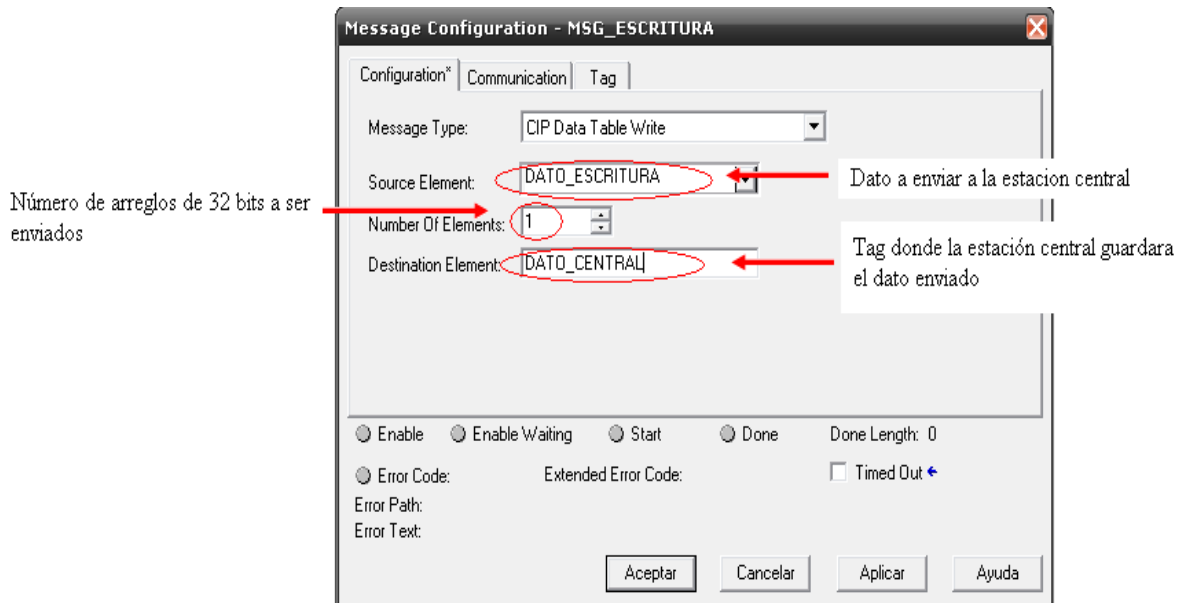 Message Configuration - MSG_ESCRITURA
Configuration* Communication Tag
Message Type: CIP Data Table Write
Source Element: DATO_ESCRITURA
Dato a enviar a la estacion central
Número de arreglos de 32 bits a ser
enviados
Number Of Elements: 1
Destination Element: DATO_CENTRAL
Tag donde la estación central guardara
el dato enviado
Enable Enable Waiting Start Done Done Length: 0
Error Code: Extended Error Code: Timed Out
Error Path:
Error Text:
Aceptar Cancelar Aplicar Ayuda